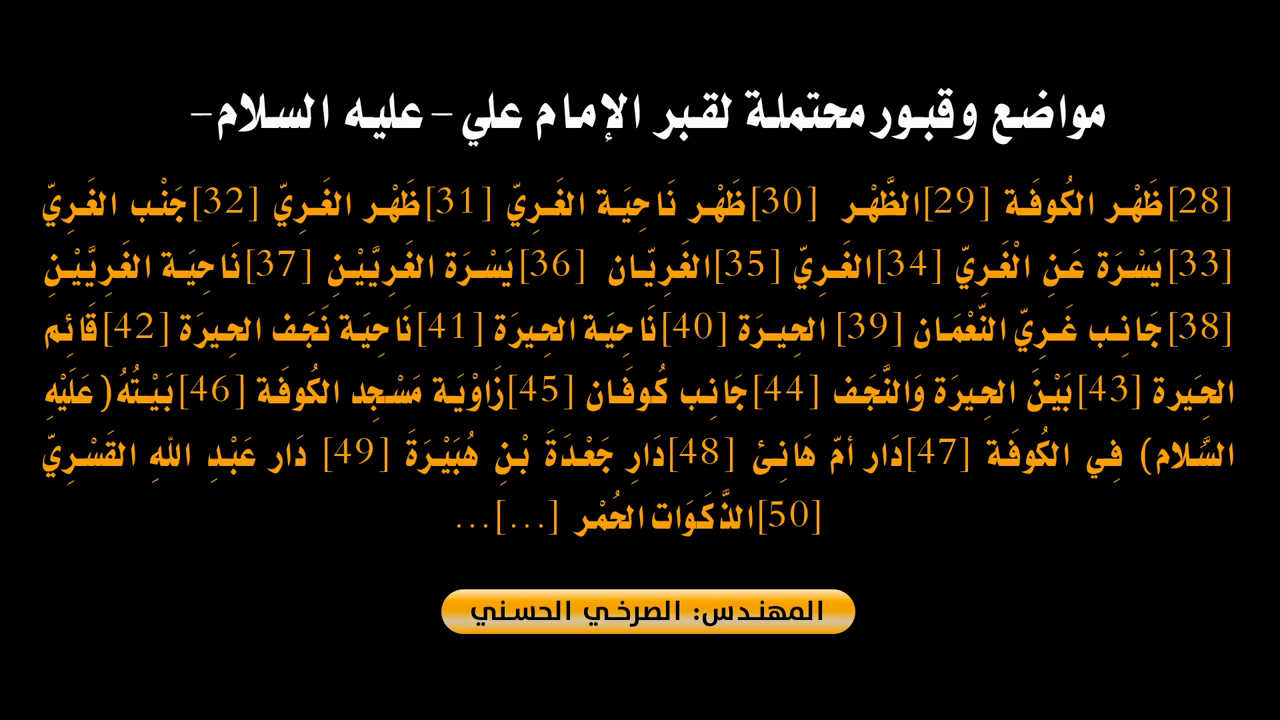 مواضع وقبور محتملة لقبر الإمام علي - عليه السلام-
[28]ظَهْر الكُوفَة [29]الظَّهْر [30]ظَهْر نَاحِيَة الغَرِيّ [31]ظَهْر الغَرِيّ [32]جَنْب الغَرِيّ
[33]يَسْرَة عَنِ الْغَرِيّ [34]الغَرِيّ [35]الغَرِيّان [36]يَسْرَة الغَرِيَّيْنِ [37]نَاحِيَة الغَرِيَّيْنِ
[38]جَانِب غَرِيّ النّعْمَان [39] الحِيرَة [40]نَاحِيَة الحِيرَة [41]نَاحِيَة نَجَف الحِيرَة [42]قَائِم
الحِيَرة [43]بَيْنَ الحِيرَة وَالنَّجَف [44]جَانِب كُوفَان [45]زَاوْيَة مَسْجِد الكُوفَة [46]بَيْتُهُ( عَلَيْهِ
السَّلام) فِي الكُوفَة [47]دَار أمّ هَانِئ [48]دَارِ جَعْدَةَ بْنِ هُبَيْرَةَ [49] دَار عَبْدِ اللهِ القَسْرِيّ
[50]الذَّكَوَات الحُمْر [...]...
المهندس: الصرخي الحسني